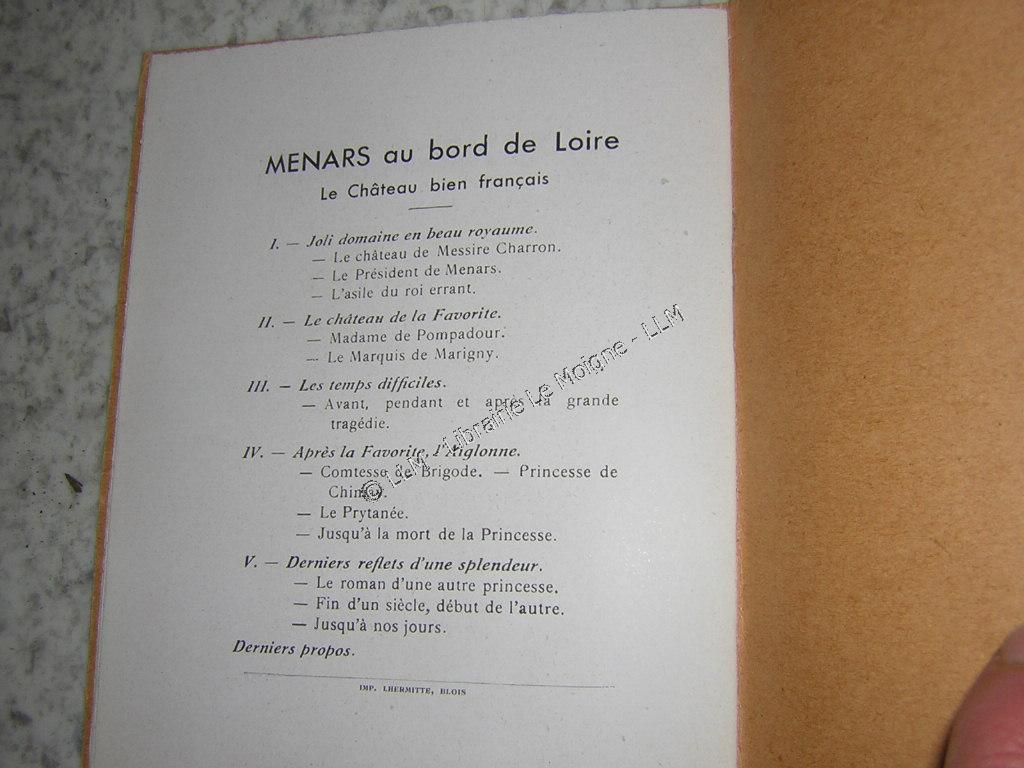 MENARS au bord de Loire
Le Château bien français
I. — Joli domaine en beau royaume.
— Le château de Messire Charron.
— Le Président de Menars.
— L'asile du roi errant.
II. — Le château de la Favorite.
— Madame de Pompadour.
— Le Marquis de Marigny.
III. — Les temps difficiles.
— Avant, pendant et après la grande
tragédie.
IV. — Après la Favorite, l'Aiglonne.
— Comtesse de Brigode. — Princesse de
Chimay.
— Le Prytanée.
— Jusqu'à la mort de la Princesse.
V. — Derniers reflets d'une splendeur.
— Le roman d'une autre princesse.
— Fin d'un siècle, début de l'autre.
— Jusqu'à nos jours.
Derniers propos.
IMP. LHERMITTE, BLOIS
© LLM - Librairie Le Moigne - LLM